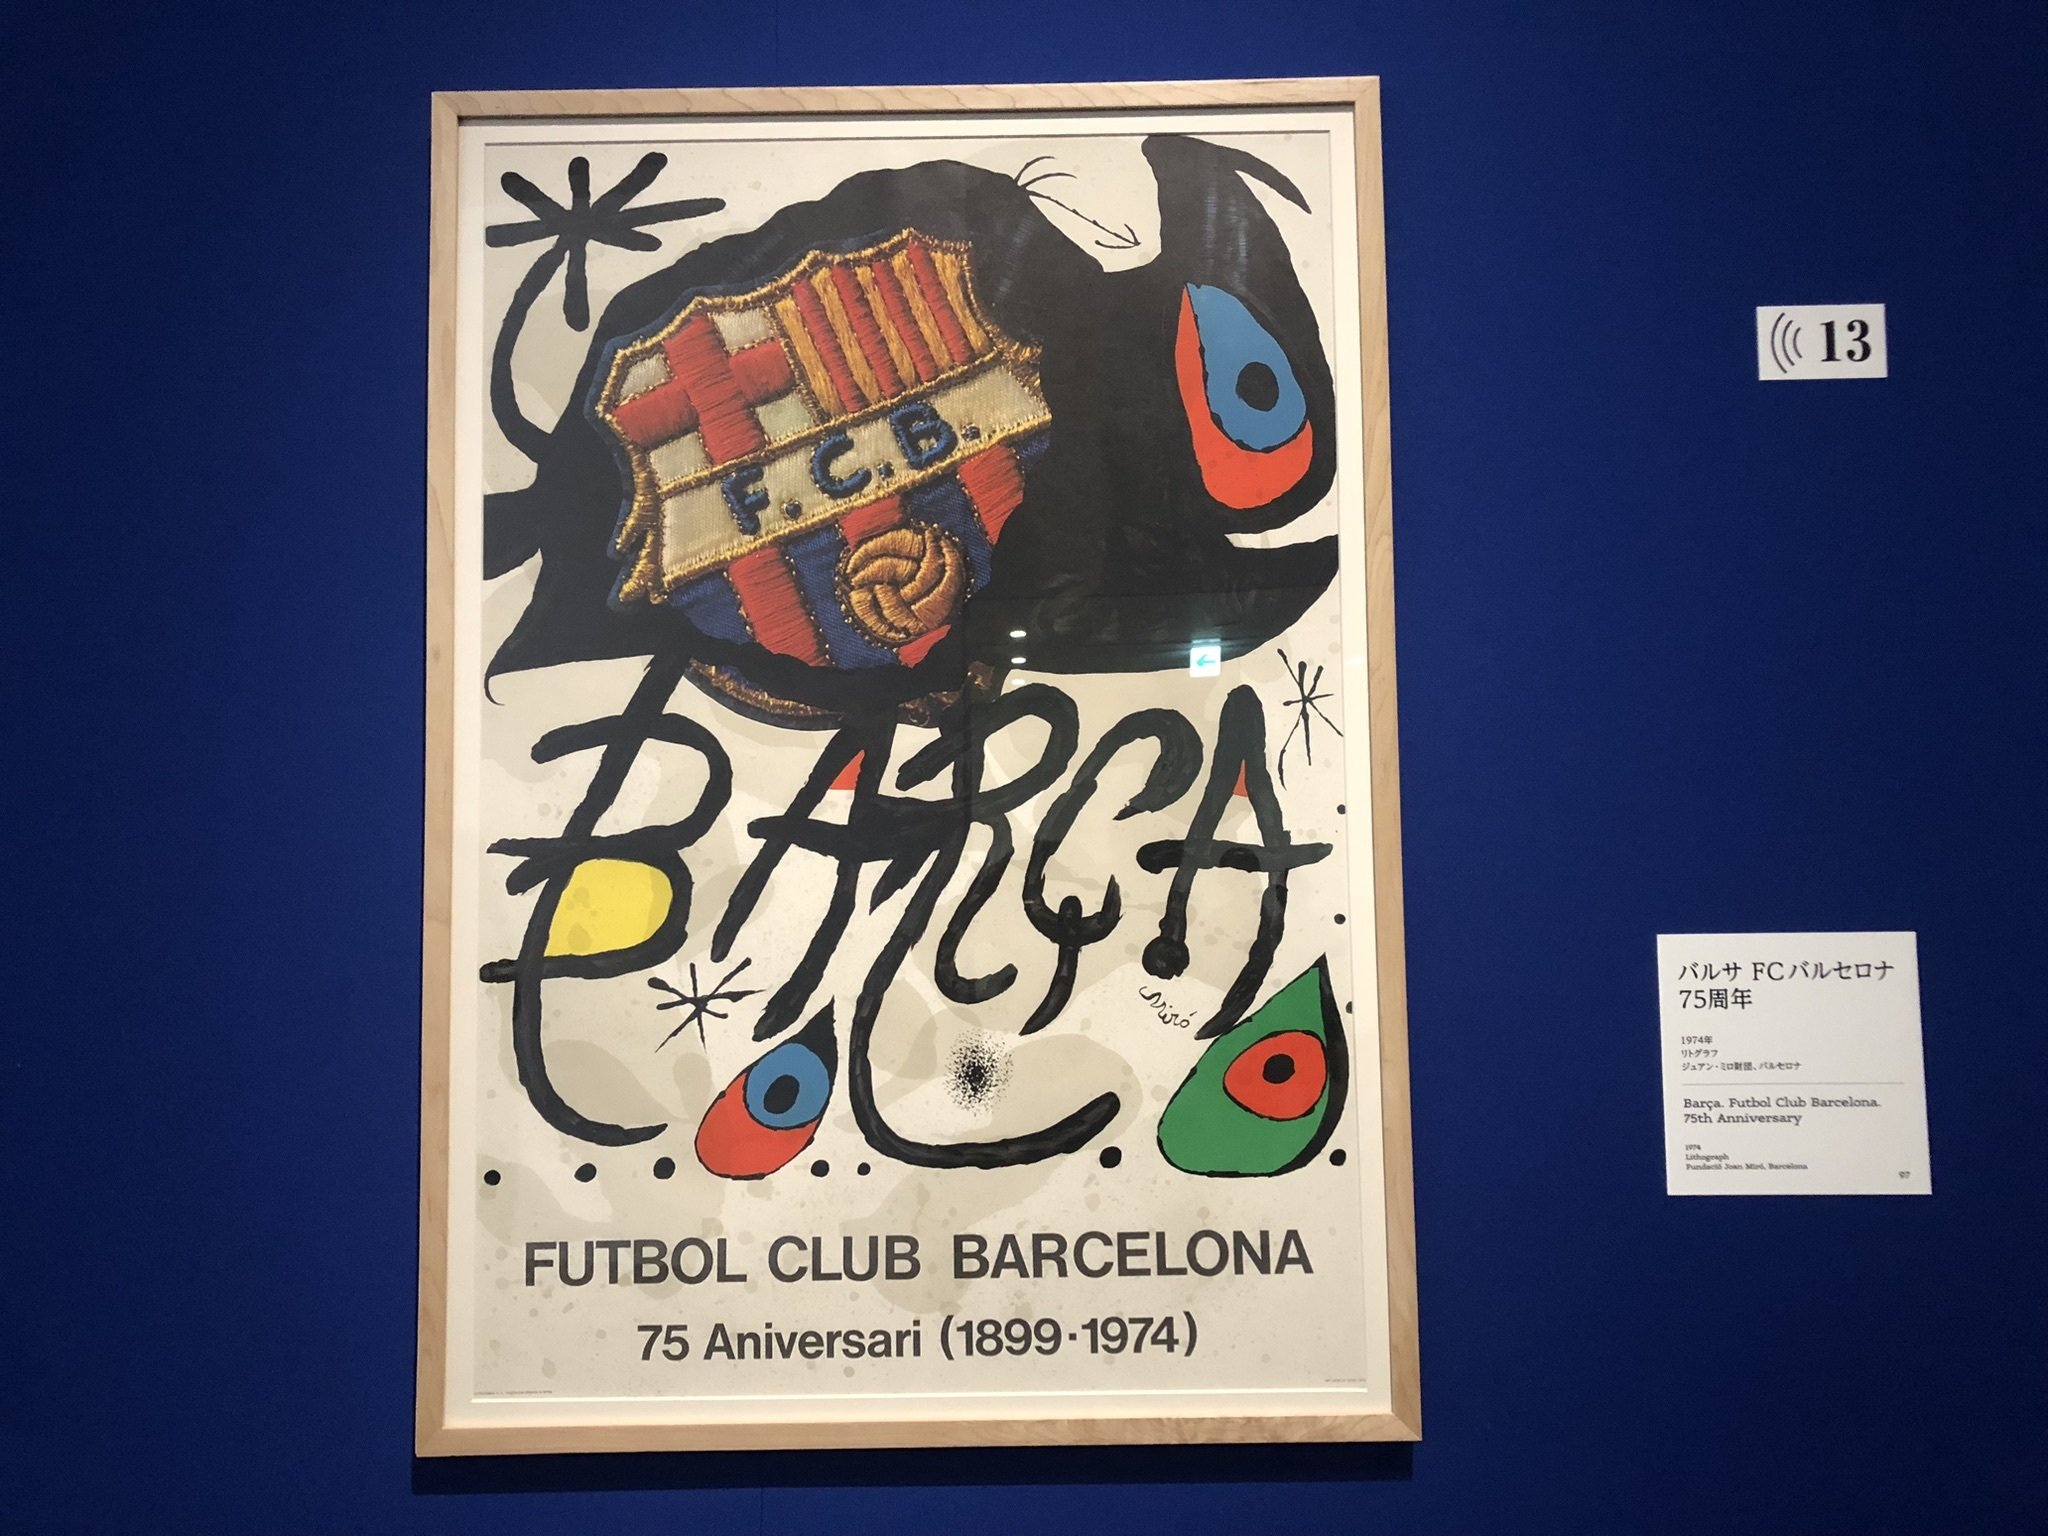 F.C.B.
BARÇA
Miró
FUTBOL CLUB BARCELONA
75 Aniversari (1899·1974)
13
バルサ FCバルセロナ
75周年
1974年
リトグラフ
ジュアン・ミロ財団、バルセロナ
Barça. Futbol Club Barcelona.
75th Anniversary
1974
Lithograph
Fundació Joan Miró, Barcelona